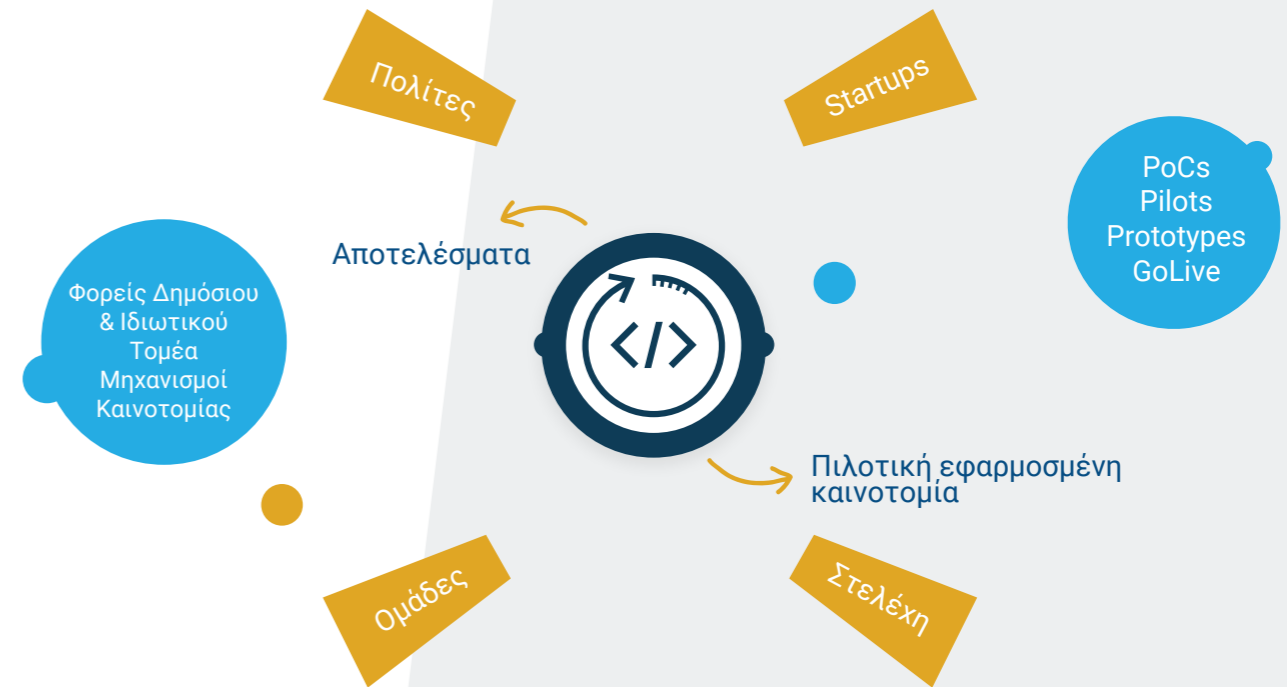 Πολίτες
Startups
PoCs
Pilots
Prototypes
GoLive
Αποτελέσματα
Φορείς Δημόσιου
& Ιδιωτικού
Τομέα
Μηχανισμοί
Καινοτομίας
</>
Πιλοτική εφαρμοσμένη
καινοτομία
Ομάδες
Στελέχη